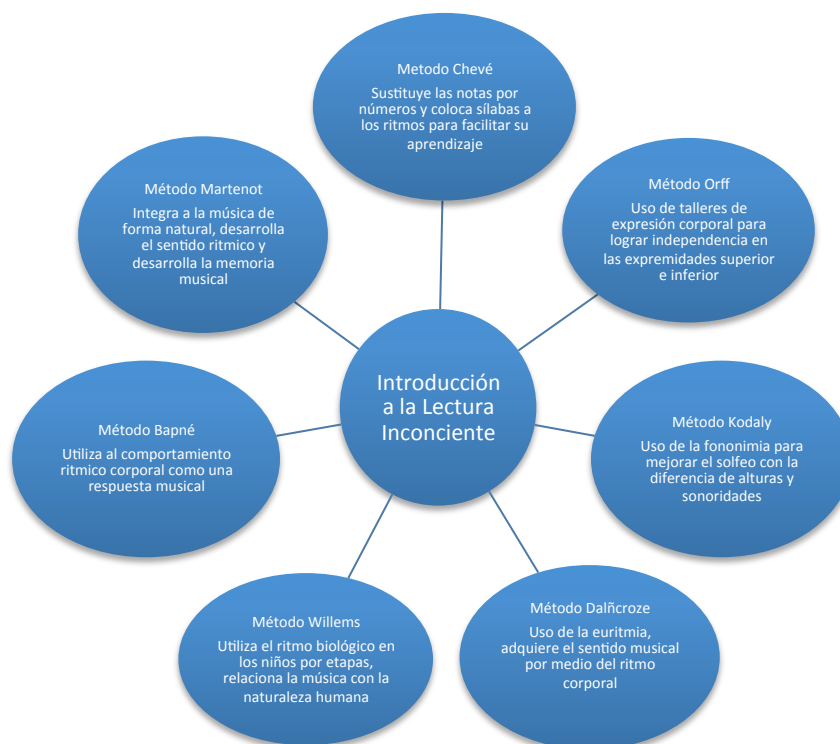 Metodo Chevé
Sustituye las notas por
números y coloca sílabas a
los ritmos para facilitar su
aprendizaje
Método Orff
Uso de talleres de
expresión corporal para
lograr independencia en
las expremidades superior
e inferior
Método Kodaly
Uso de la fononimia para
mejorar el solfeo con la
diferencia de alturas y
sonoridades
Método Dalñcroze
Uso de la euritmia,
adquiere el sentido musical
por medio del ritmo
corporal
Método Willems
Utiliza el ritmo biológico en
los niños por etapas,
relaciona la música con la
naturaleza humana
Método Bapné
Utiliza al comportamiento
ritmico corporal como una
respuesta musical
Método Martenot
Integra a la música de
forma natural, desarrolla
el sentido ritmico y
desarrolla la memoria
musical
Introducción
a la Lectura
Inconciente